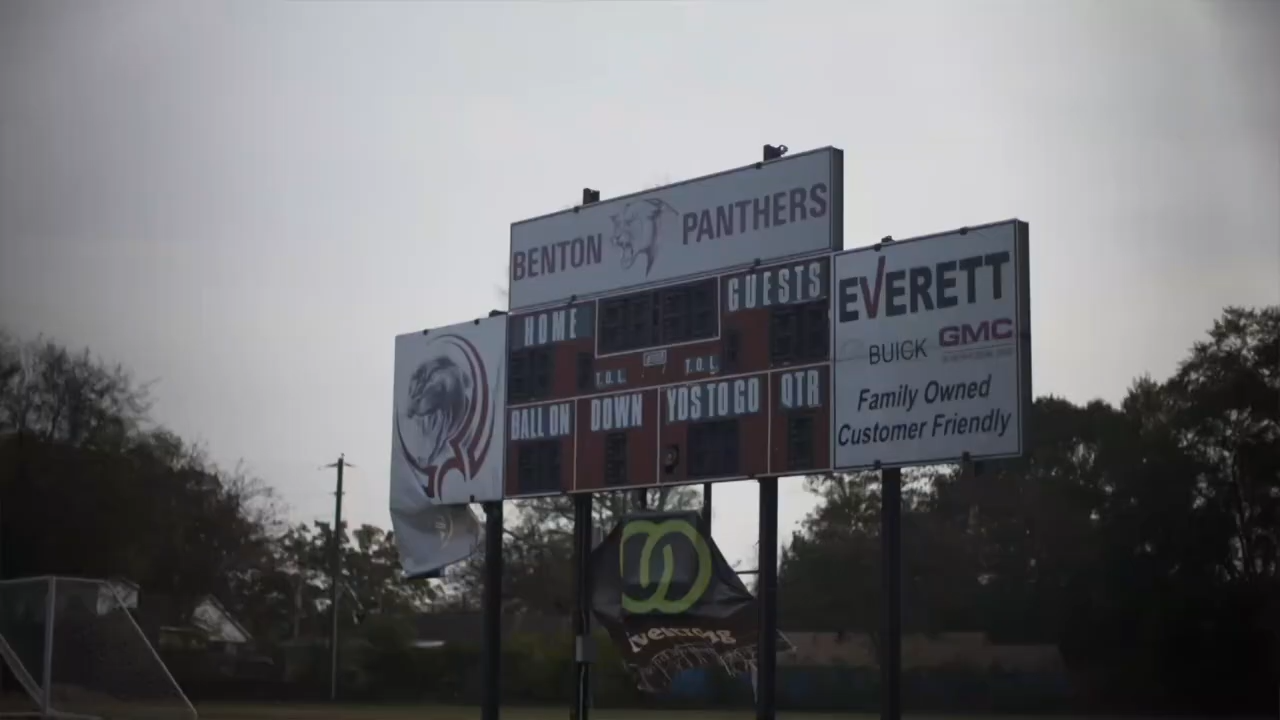 BENTON PANTHERS
HOME
GUESTS
T.O.L. T.O.L.
BALL ON DOWN YDS TO GO QTR
EVERETT
BUICK GMC
Family Owned
Customer Friendly